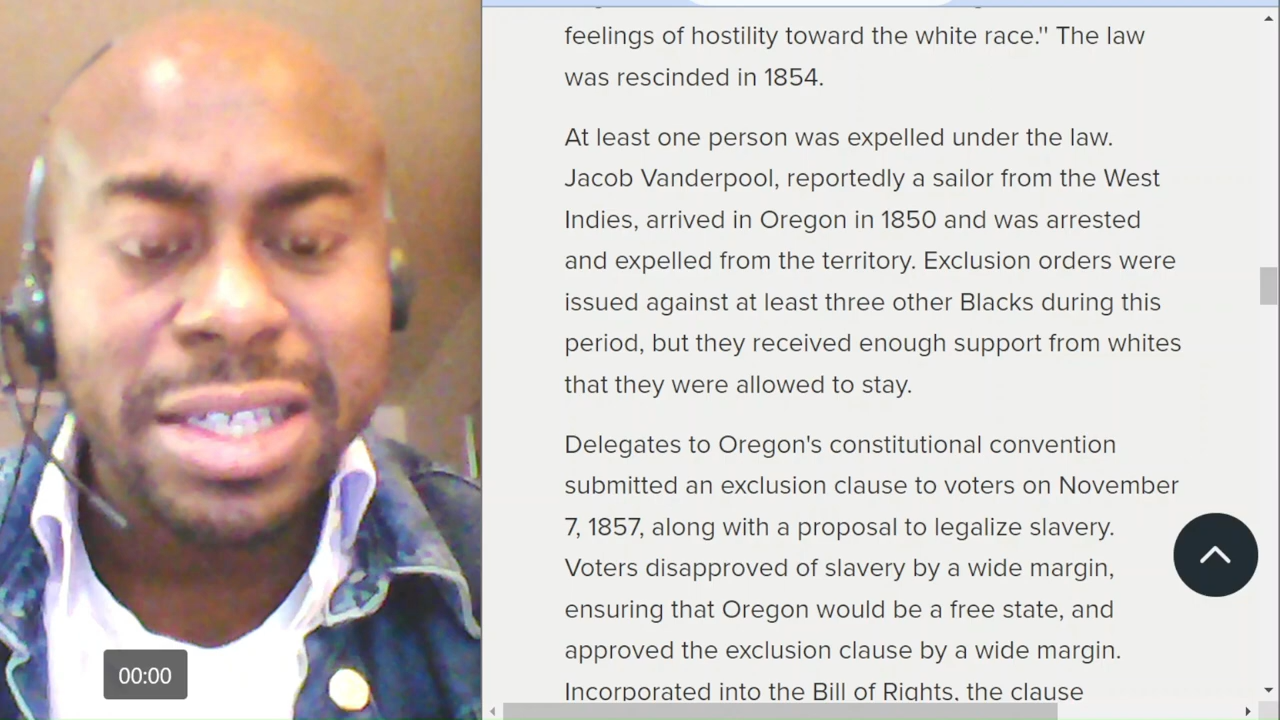 feelings of hostility toward the white race." The law
was rescinded in 1854.
At least one person was expelled under the law.
Jacob Vanderpool, reportedly a sailor from the West
Indies, arrived in Oregon in 1850 and was arrested
and expelled from the territory. Exclusion orders were
issued against at least three other Blacks during this
period, but they received enough support from whites
that they were allowed to stay.
Delegates to Oregon's constitutional convention
submitted an exclusion clause to voters on November
7, 1857, along with a proposal to legalize slavery.
Voters disapproved of slavery by a wide margin,
ensuring that Oregon would be a free state, and
approved the exclusion clause by a wide margin.
Incorporated into the Bill of Rights, the clause
00:00